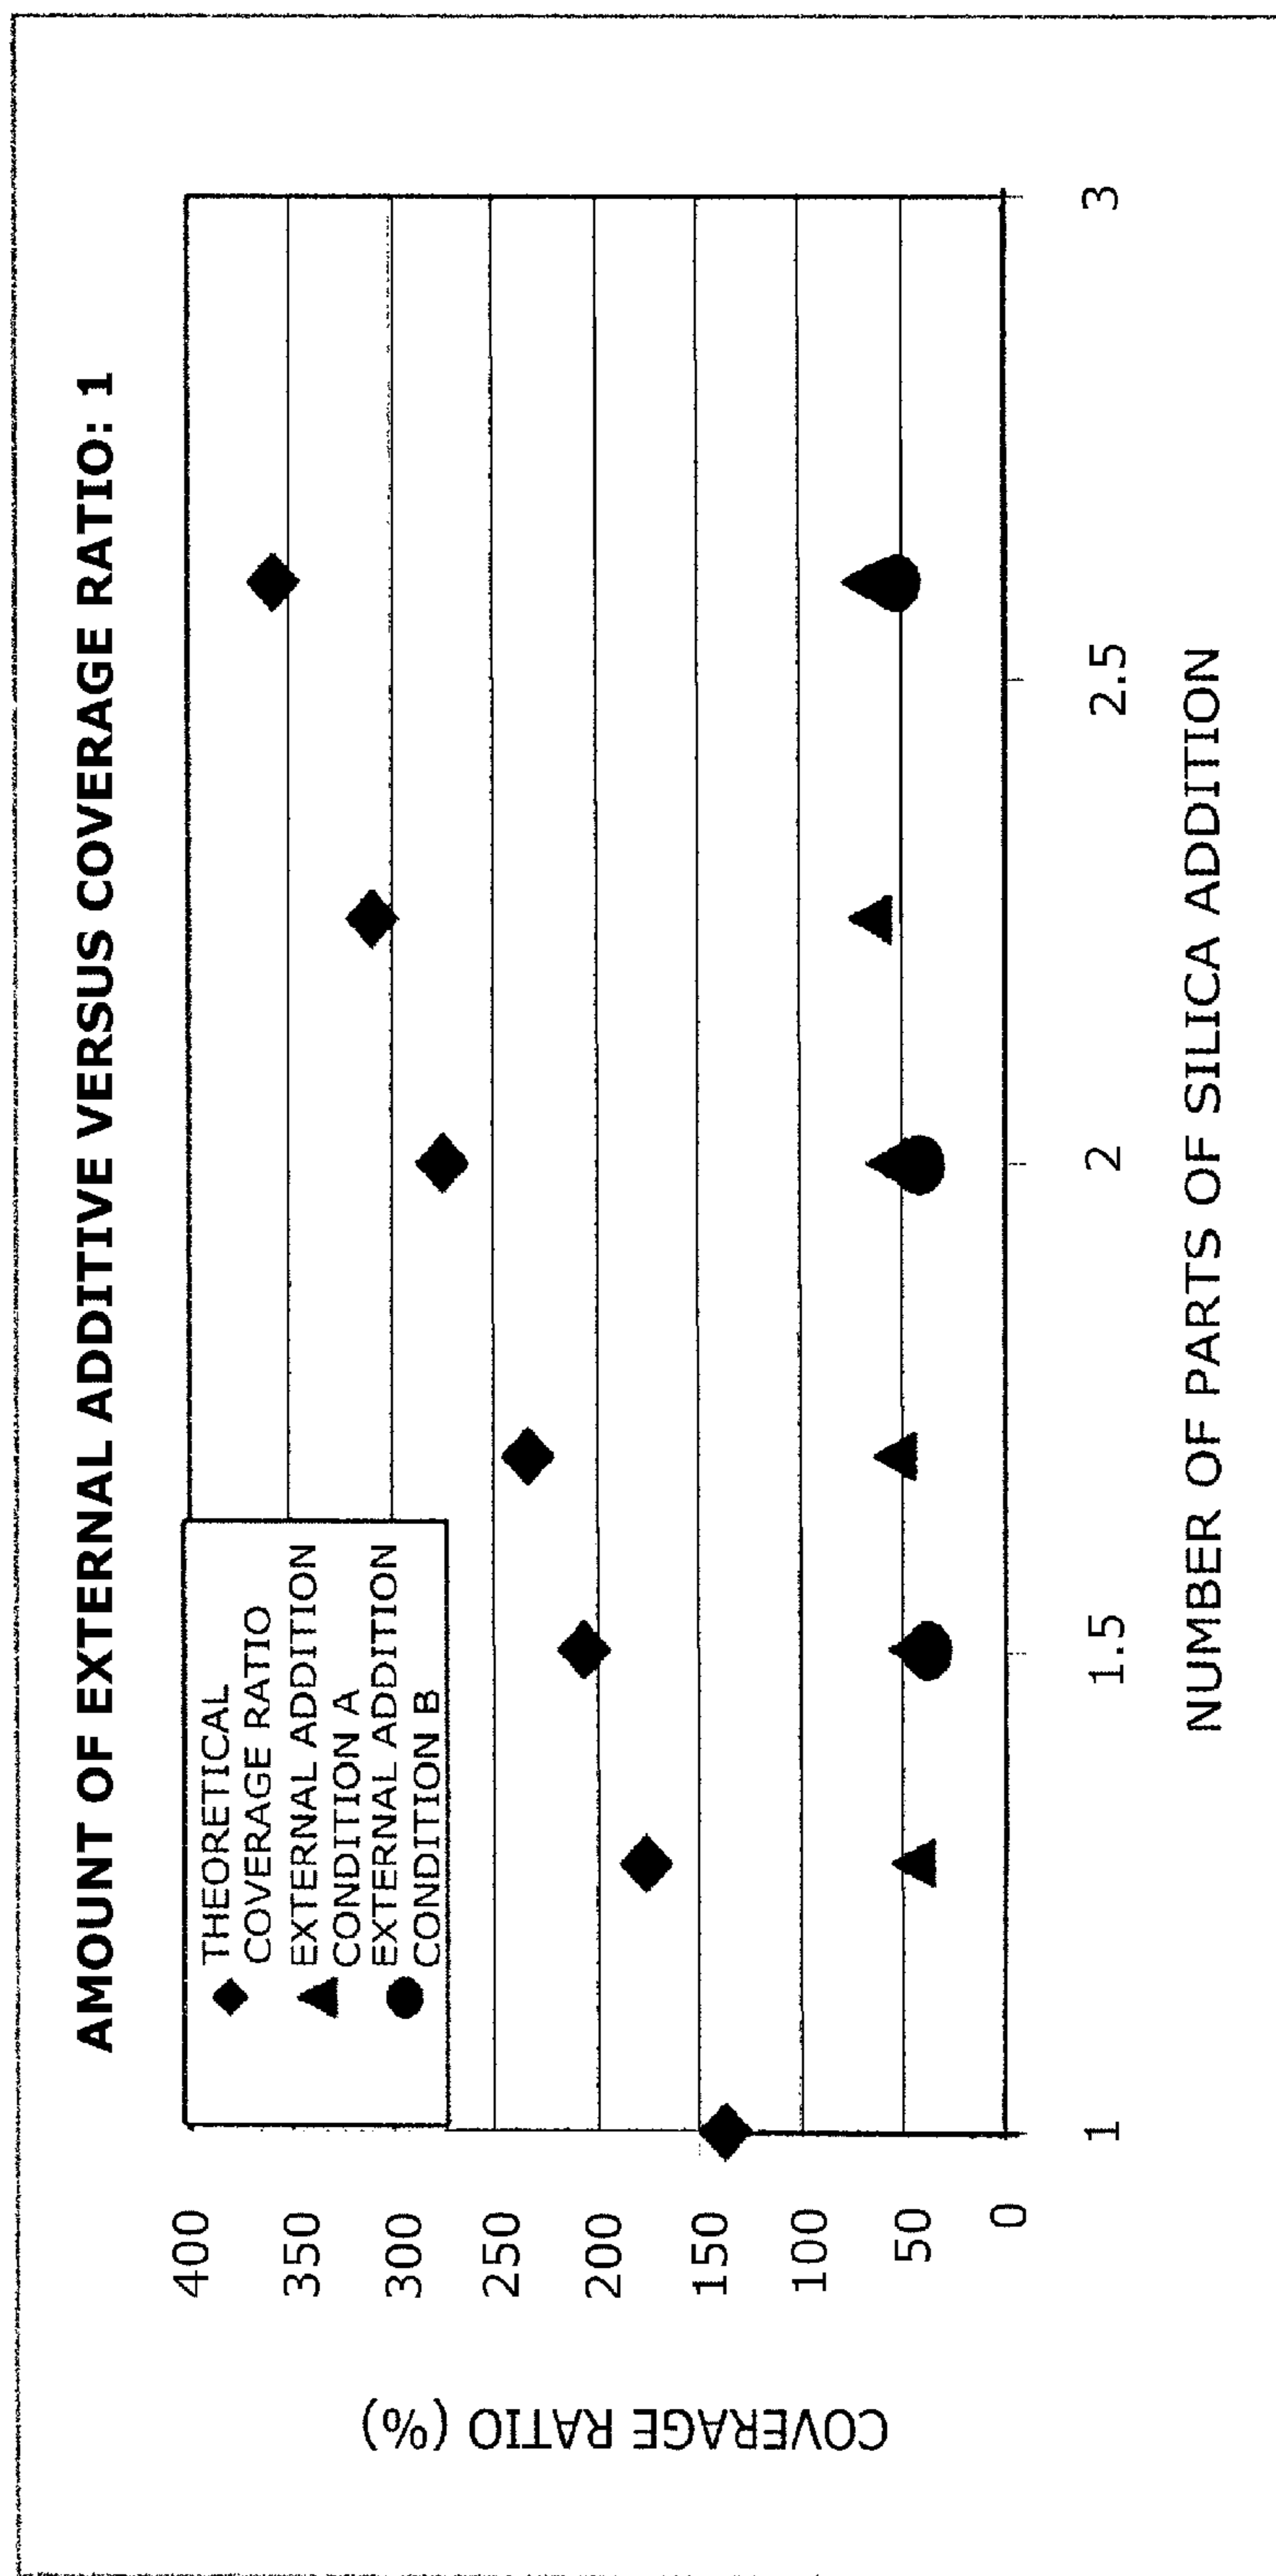 AMOUNT OF EXTERNAL ADDITIVE VERSUS COVERAGE RATIO: 1
THEORETICAL
COVERAGE RATIO
EXTERNAL ADDITION
CONDITION A
EXTERNAL ADDITION
CONDITION B
COVERAGE RATIO (%)
400
350
300
250
200
150
100
50
0
1
1.5
2
2.5
3
NUMBER OF PARTS OF SILICA ADDITION